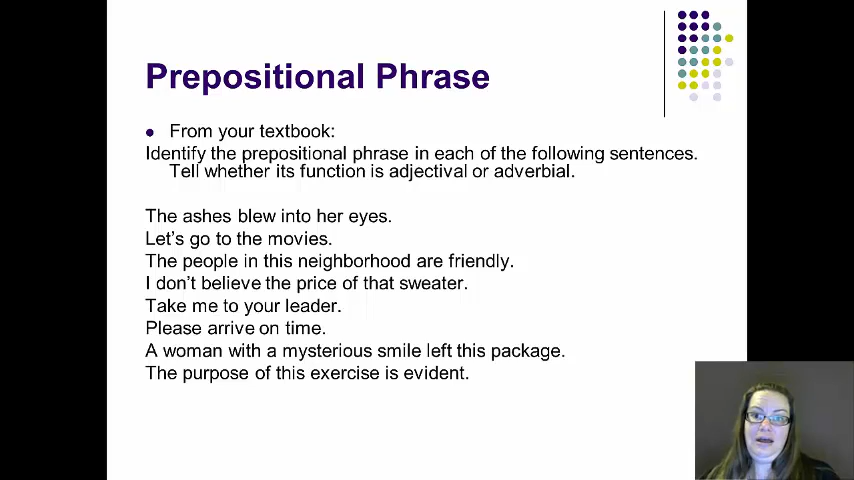 Prepositional Phrase
From your textbook:
Identify the prepositional phrase in each of the following sentences.
Tell whether its function is adjectival or adverbial.
The ashes blew into her eyes.
Let's go to the movies.
The people in this neighborhood are friendly.
I don't believe the price of that sweater.
Take me to your leader.
Please arrive on time.
A woman with a mysterious smile left this package.
The purpose of this exercise is evident.